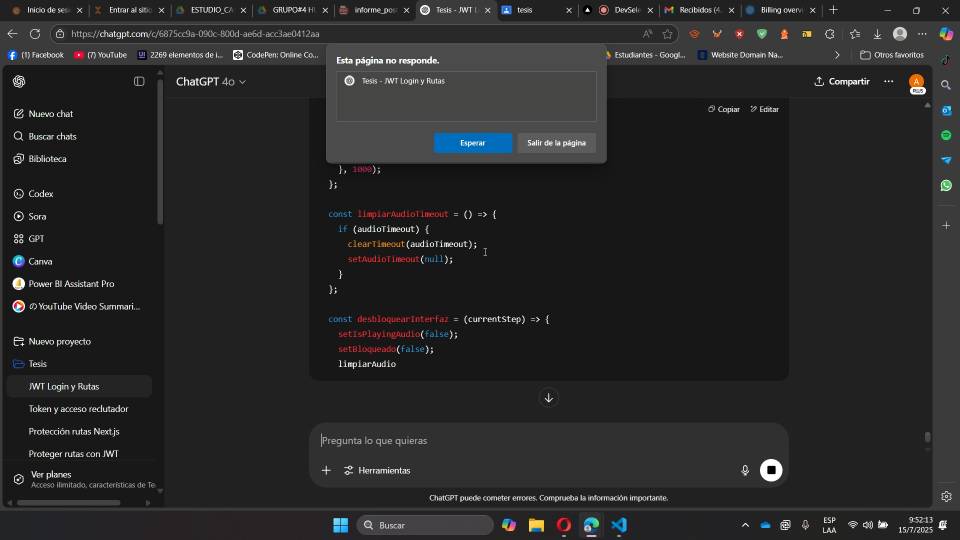 Inicio de ses
Entrar al sitio
ESTUDIO_CA
GRUPO#4 H
informe_pos
Tesis - JWT L
tesis
DevSele
Recibidos (4
Billing overv
https://chatgpt.com/c/6875cc9a-090c-800d-ae6d-acc3ae0412aa
(1) Facebook
(7) YouTube
2269 elementos de i...
CodePen: Online Co...
Estudiantes - Googl...
Website Domain Na...
Otros favoritos
Esta página no responde.
Tesis - JWT Login y Rutas
Esperar
Salir de la página
ChatGPT 4o
Compartir
PLUS
Nuevo chat
Buscar chats
Biblioteca
Codex
Sora
GPT
Canva
Power BI Assistant Pro
の YouTube Video Summari...
Nuevo proyecto
Tesis
JWT Login y Rutas
Token y acceso reclutador
Protección rutas Next.js
Proteger rutas con JWT
Ver planes
Acceso ilimitado, características de Te
Copiar
Editar
}, 1000);
};
const limpiarAudioTimeout = () => {
if (audioTimeout) {
clearTimeout(audioTimeout);
setAudioTimeout(null);
}
};
const desbloquearInterfaz = (currentStep) => {
setIsPlayingAudio(false);
setBloqueado(false);
limpiarAudio
Pregunta lo que quieras
Herramientas
ChatGPT puede cometer errores. Comprueba la información importante.
Buscar
ESP
LAA
9:52:13
15/7/2025